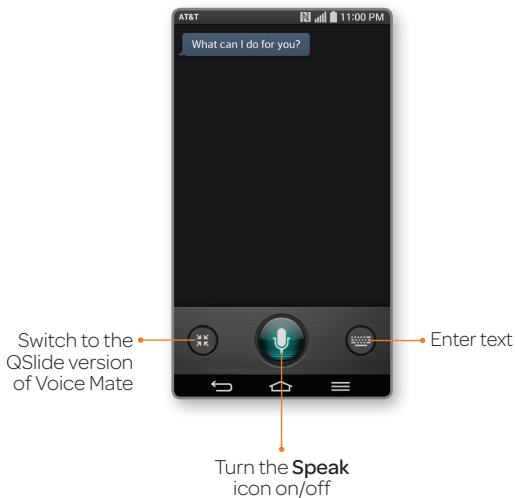 AT&T 11:00 PM
What can I do for you?
Switch to the
QSlide version
of Voice Mate
Enter text
Turn the Speak
icon on/off